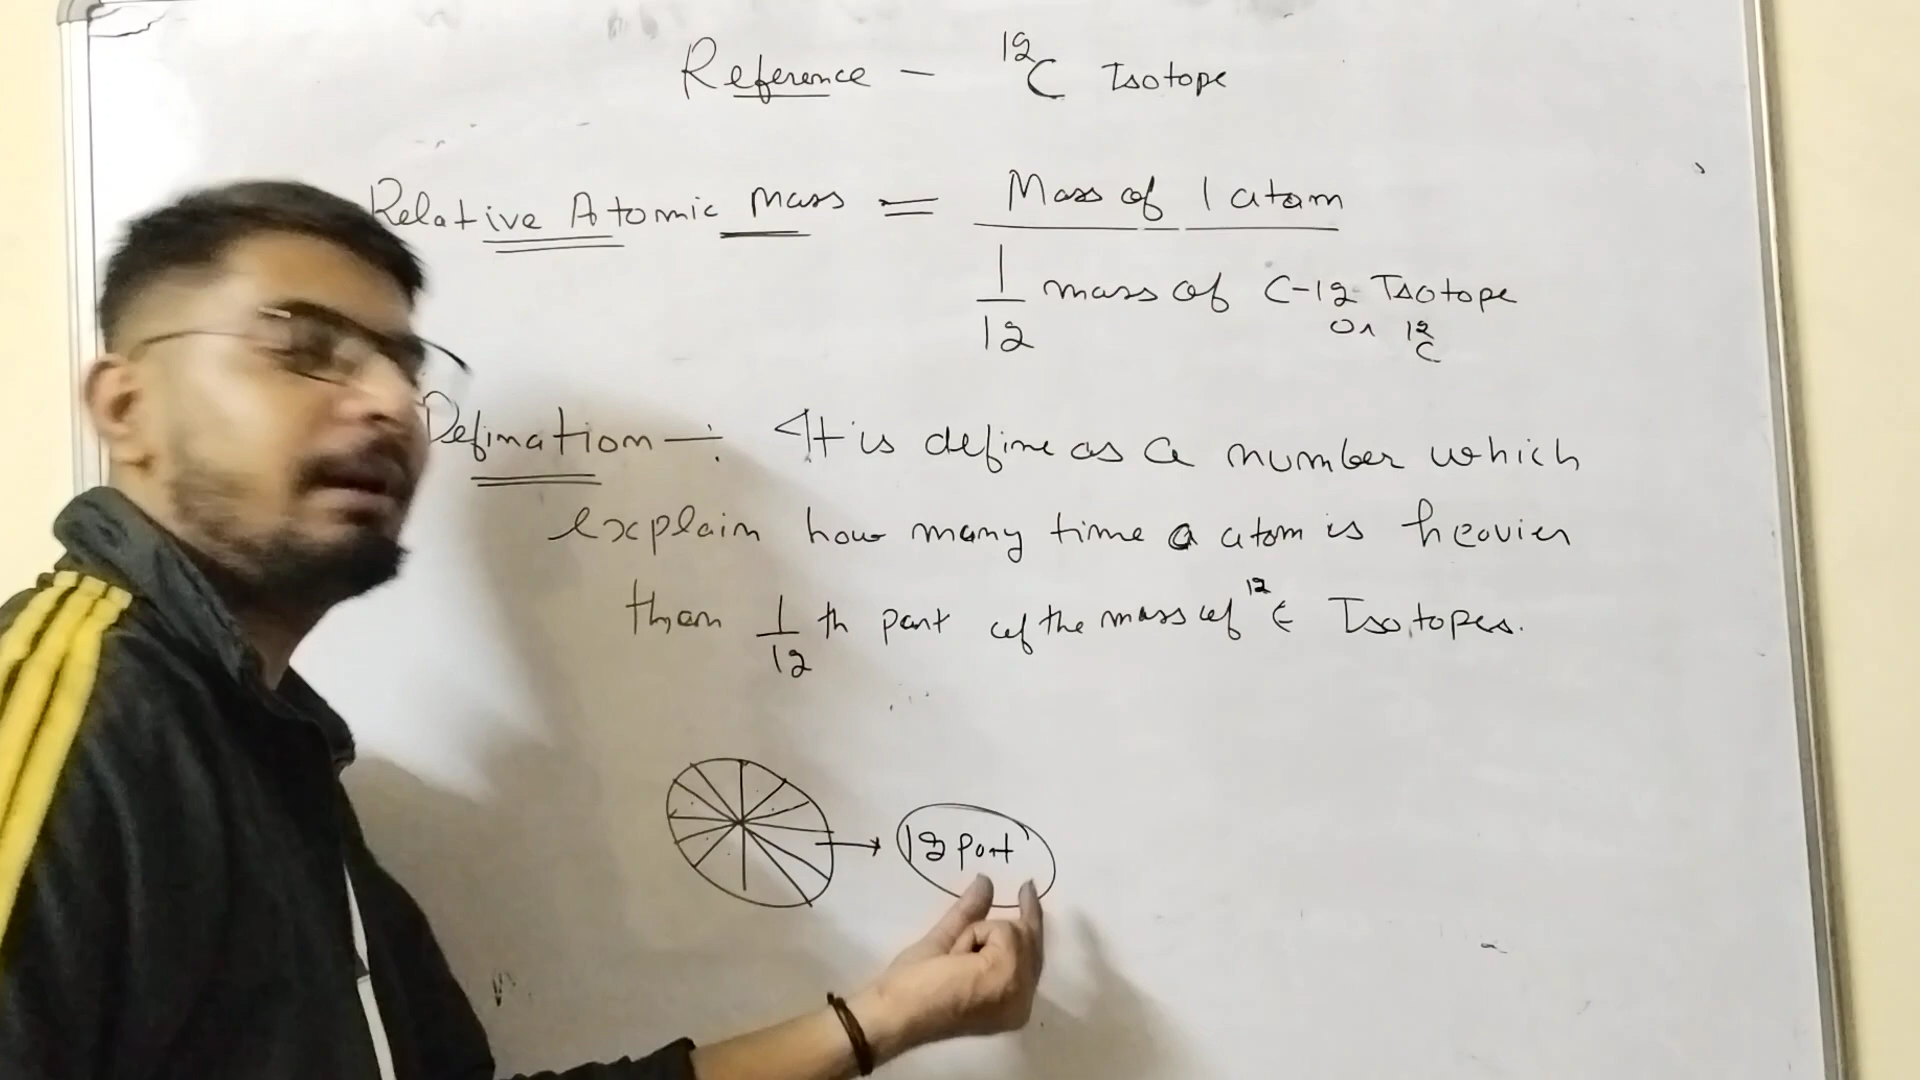 Reference - ¹²C Isotope
Relative Atomic Mass = Mass of 1 atom
1/12 mass of C-12 Isotope
Or ¹²C
Defination -: It is define as a number which
explain how many time a atom is heavier
than 1/12 th part of the mass of ¹²C Isotopes.
12 Part